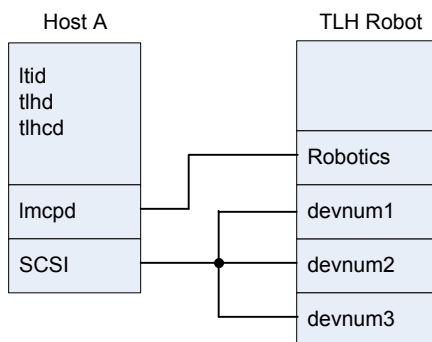 Host A
ltid
tlhd
tlhcd
lmcpd
SCSI
TLH Robot
Robotics
devnum1
devnum2
devnum3